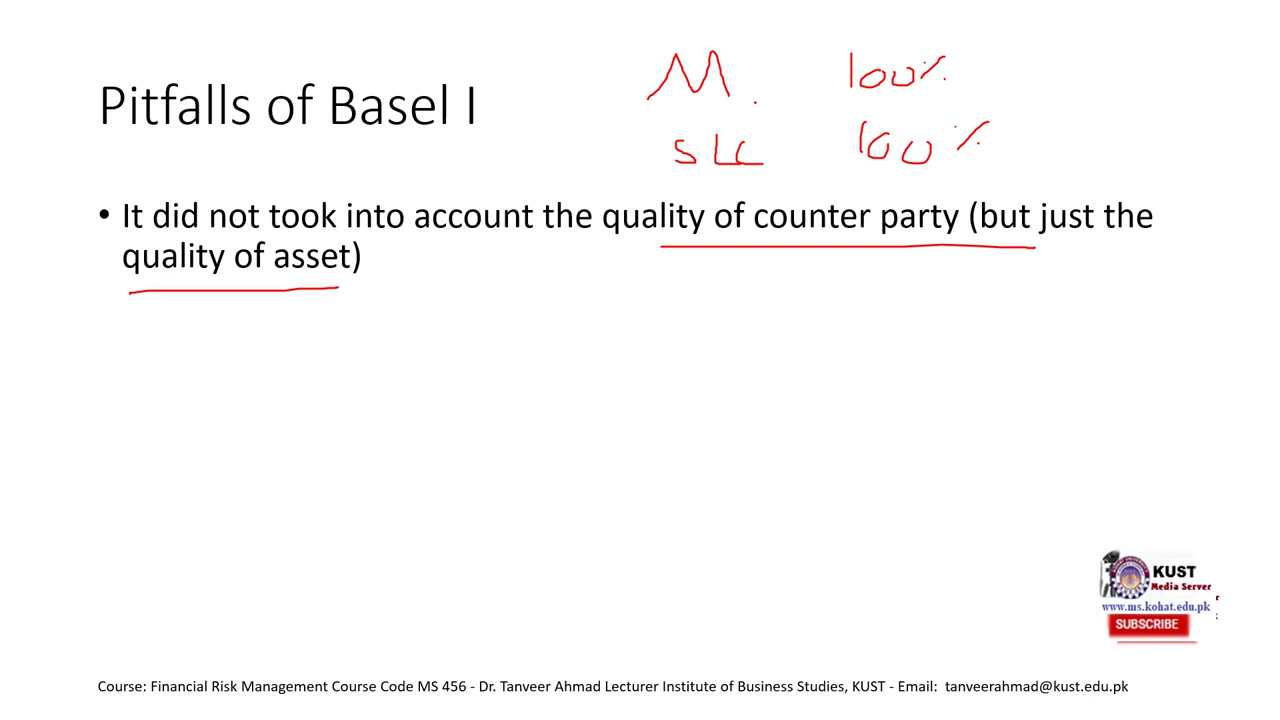 M 100%
Pitfalls of Basel I
SLC 100%
• It did not took into account the quality of counter party (but just the
quality of asset)
KUST
Media Server
www.ms.kohat.edu.pk
SUBSCRIBE
Course: Financial Risk Management Course Code MS 456 - Dr. Tanveer Ahmad Lecturer Institute of Business Studies, KUST - Email: tanveerahmad@kust.edu.pk